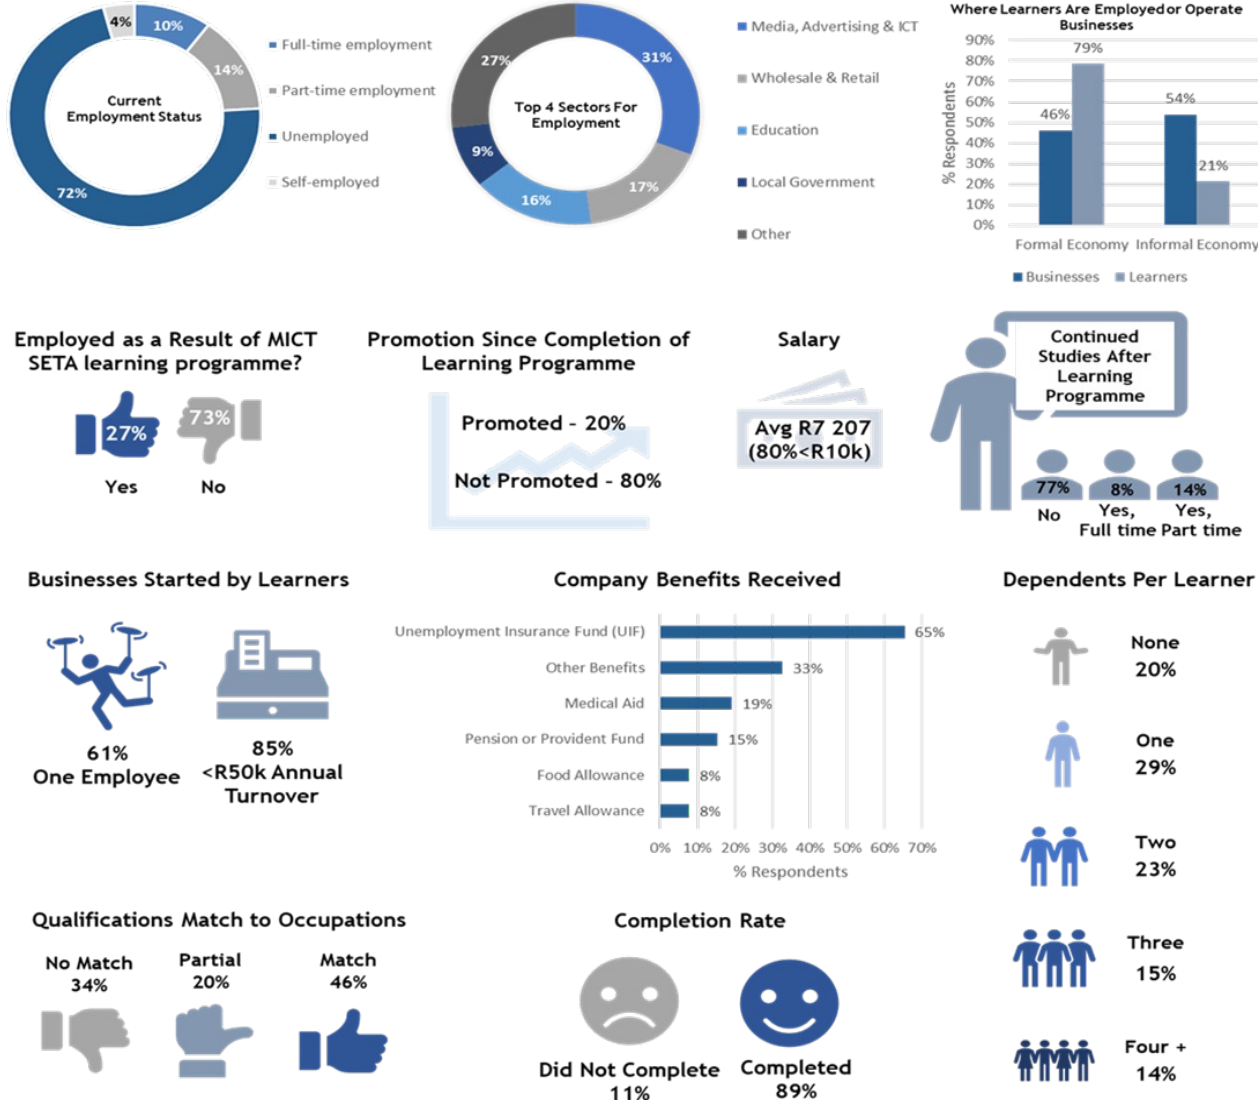 4%
10%
14%
72%
Current
Employment Status
Full-time employment
Part-time employment
Unemployed
Self-employed
31%
17%
16%
9%
27%
Top 4 Sectors For
Employment
Media, Advertising & ICT
Wholesale & Retail
Education
Local Government
Other
Where Learners Are Employed or Operate
Businesses
% Respondents
90%
80%
70%
60%
50%
40%
30%
20%
10%
0%
46%
79%
54%
21%
Formal Economy
Informal Economy
Businesses
Learners
Employed as a Result of MICT
SETA learning programme?
27%
73%
Yes
No
Promotion Since Completion of
Learning Programme
Promoted - 20%
Not Promoted - 80%
Salary
Avg R7 207
(80%<R10k)
Continued
Studies After
Learning
Programme
77%
8%
14%
No
Yes,
Full time
Yes,
Part time
Businesses Started by Learners
61%
One Employee
85%
<R50k Annual
Turnover
Company Benefits Received
Unemployment Insurance Fund (UIF)
65%
Other Benefits
33%
Medical Aid
19%
Pension or Provident Fund
15%
Food Allowance
8%
Travel Allowance
8%
0%
10%
20%
30%
40%
50%
60%
70%
% Respondents
Dependents Per Learner
None
20%
One
29%
Two
23%
Three
15%
Four +
14%
Qualifications Match to Occupations
No Match
34%
Partial
20%
Match
46%
Completion Rate
Did Not Complete
11%
Completed
89%